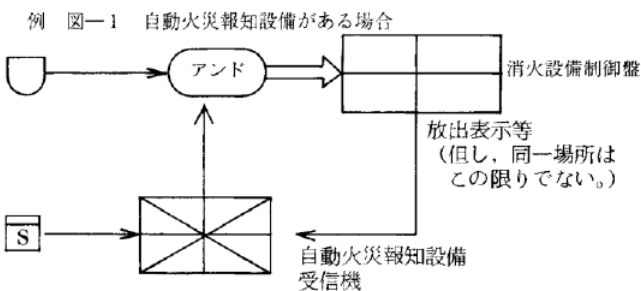 例 図―1 自動火災報知設備がある場合
アンド
消火設備制御盤
放出表示等
(但し,同一場所は
この限りでない。)
S
自動火災報知設備
受信機